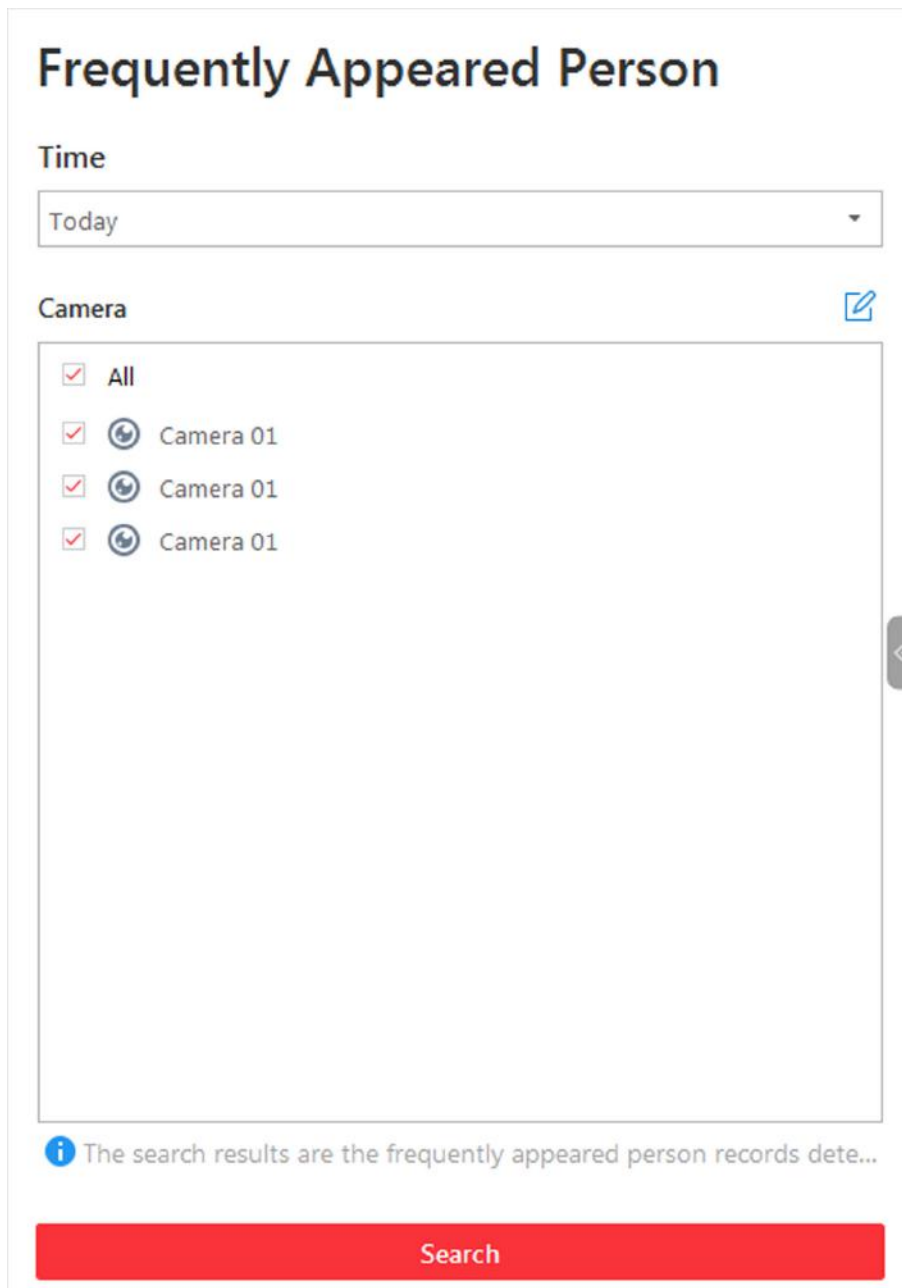 Frequently Appeared Person
Time
Today
Camera
All
Camera 01
Camera 01
Camera 01
The search results are the frequently appeared person records dete...
Search